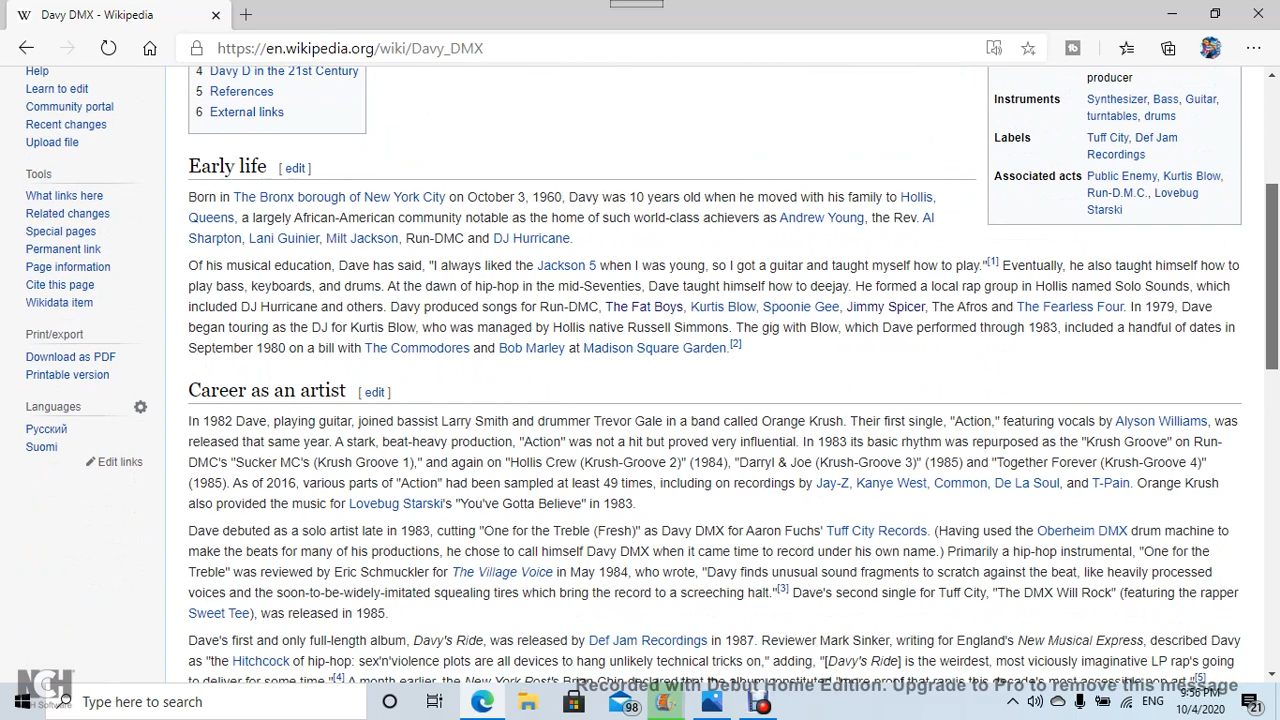 Davy DMX - Wikipedia
https://en.wikipedia.org/wiki/Davy_DMX
Help
Learn to edit
Community portal
Recent changes
Upload file
Tools
What links here
Related changes
Special pages
Permanent link
Page information
Cite this page
Wikidata item
Print/export
Download as PDF
Printable version
Languages
Русский
Suomi
Edit links
4 Davy D in the 21st Century
5 References
6 External links
producer
Instruments Synthesizer, Bass, Guitar,
turntables, drums
Labels Tuff City, Def Jam
Recordings
Associated acts Public Enemy, Kurtis Blow,
Run-D.M.C., Lovebug
Starski
Early life [ edit ]
Born in The Bronx borough of New York City on October 3, 1960, Davy was 10 years old when he moved with his family to Hollis,
Queens, a largely African-American community notable as the home of such world-class achievers as Andrew Young, the Rev. Al
Sharpton, Lani Guinier, Milt Jackson, Run-DMC and DJ Hurricane.
Of his musical education, Dave has said, "I always liked the Jackson 5 when I was young, so I got a guitar and taught myself how to play."[1] Eventually, he also taught himself how to
play bass, keyboards, and drums. At the dawn of hip-hop in the mid-Seventies, Dave taught himself how to deejay. He formed a local rap group in Hollis named Solo Sounds, which
included DJ Hurricane and others. Davy produced songs for Run-DMC, The Fat Boys, Kurtis Blow, Spoonie Gee, Jimmy Spicer, The Afros and The Fearless Four. In 1979, Dave
began touring as the DJ for Kurtis Blow, who was managed by Hollis native Russell Simmons. The gig with Blow, which Dave performed through 1983, included a handful of dates in
September 1980 on a bill with The Commodores and Bob Marley at Madison Square Garden.[2]
Career as an artist [ edit ]
In 1982 Dave, playing guitar, joined bassist Larry Smith and drummer Trevor Gale in a band called Orange Krush. Their first single, "Action," featuring vocals by Alyson Williams, was
released that same year. A stark, beat-heavy production, "Action" was not a hit but proved very influential. In 1983 its basic rhythm was repurposed as the "Krush Groove" on Run-
DMC's "Sucker MC's (Krush Groove 1)," and again on "Hollis Crew (Krush-Groove 2)" (1984), "Darryl & Joe (Krush-Groove 3)" (1985) and "Together Forever (Krush-Groove 4)"
(1985). As of 2016, various parts of "Action" had been sampled at least 49 times, including on recordings by Jay-Z, Kanye West, Common, De La Soul, and T-Pain. Orange Krush
also provided the music for Lovebug Starski's "You've Gotta Believe" in 1983.
Dave debuted as a solo artist late in 1983, cutting "One for the Treble (Fresh)" as Davy DMX for Aaron Fuchs' Tuff City Records. (Having used the Oberheim DMX drum machine to
make the beats for many of his productions, he chose to call himself Davy DMX when it came time to record under his own name.) Primarily a hip-hop instrumental, "One for the
Treble" was reviewed by Eric Schmuckler for The Village Voice in May 1984, who wrote, "Davy finds unusual sound fragments to scratch against the beat, like heavily processed
voices and the soon-to-be-widely-imitated squealing tires which bring the record to a screeching halt."[3] Dave's second single for Tuff City, "The DMX Will Rock" (featuring the rapper
Sweet Tee), was released in 1985.
Dave's first and only full-length album, Davy's Ride, was released by Def Jam Recordings in 1987. Reviewer Mark Sinker, writing for England's New Musical Express, described Davy
as "the Hitchcock of hip-hop: sex'n'violence plots are all devices to hang unlikely technical tricks on," adding, "[Davy's Ride] is the weirdest, most viciously imaginative LP rap's going
to deliver for some time."[4] A month earlier, the New York Post's [5]
Recorded with Debut Home Edition. Upgrade to Pro to remove this message
NCH
NCH Software
Type here to search
98
ENG
9:56 PM
10/4/2020
21